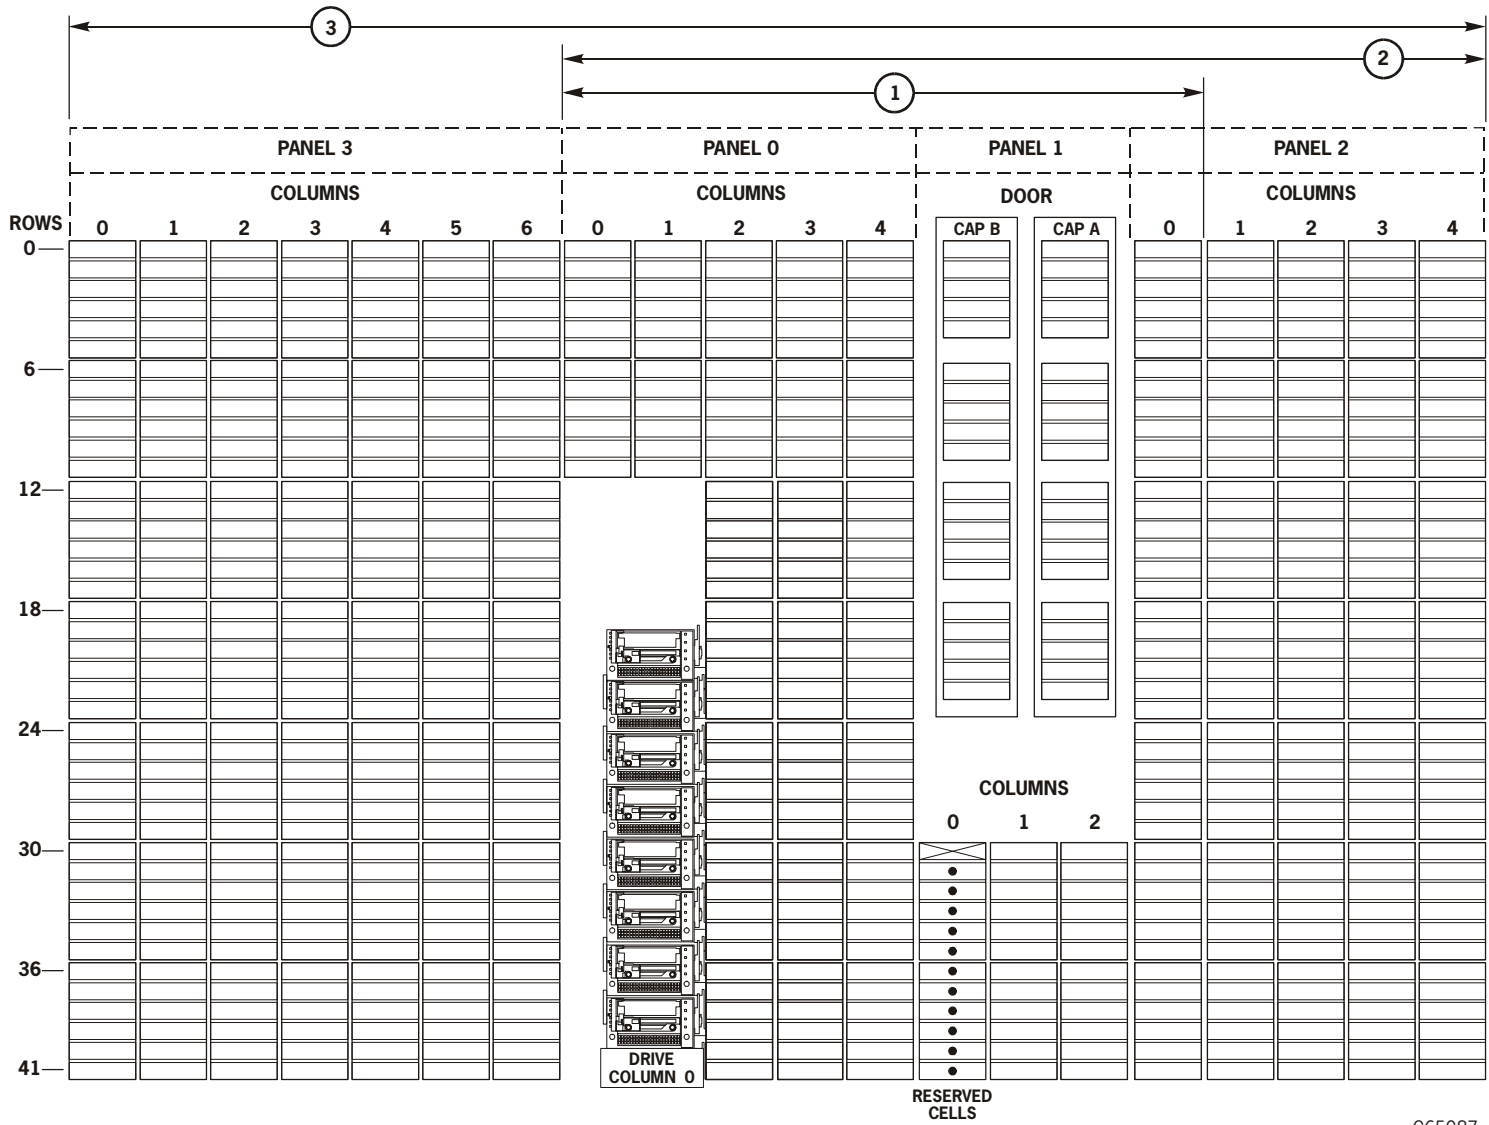 3
2
1
PANEL 3 PANEL 0 PANEL 1 PANEL 2
COLUMNS COLUMNS DOOR COLUMNS
ROWS 0 1 2 3 4 5 6 0 1 2 3 4 CAP B CAP A 0 1 2 3 4
0
6
12
18
24
COLUMNS
0 1 2
30
36
41
DRIVE
COLUMN 0
RESERVED
CELLS